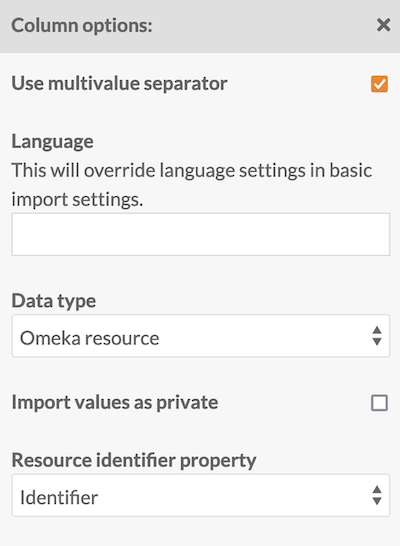 Column options:
Use multivalue separator
Language
This will override language settings in basic
import settings.
Data type
Omeka resource
Import values as private
Resource identifier property
Identifier